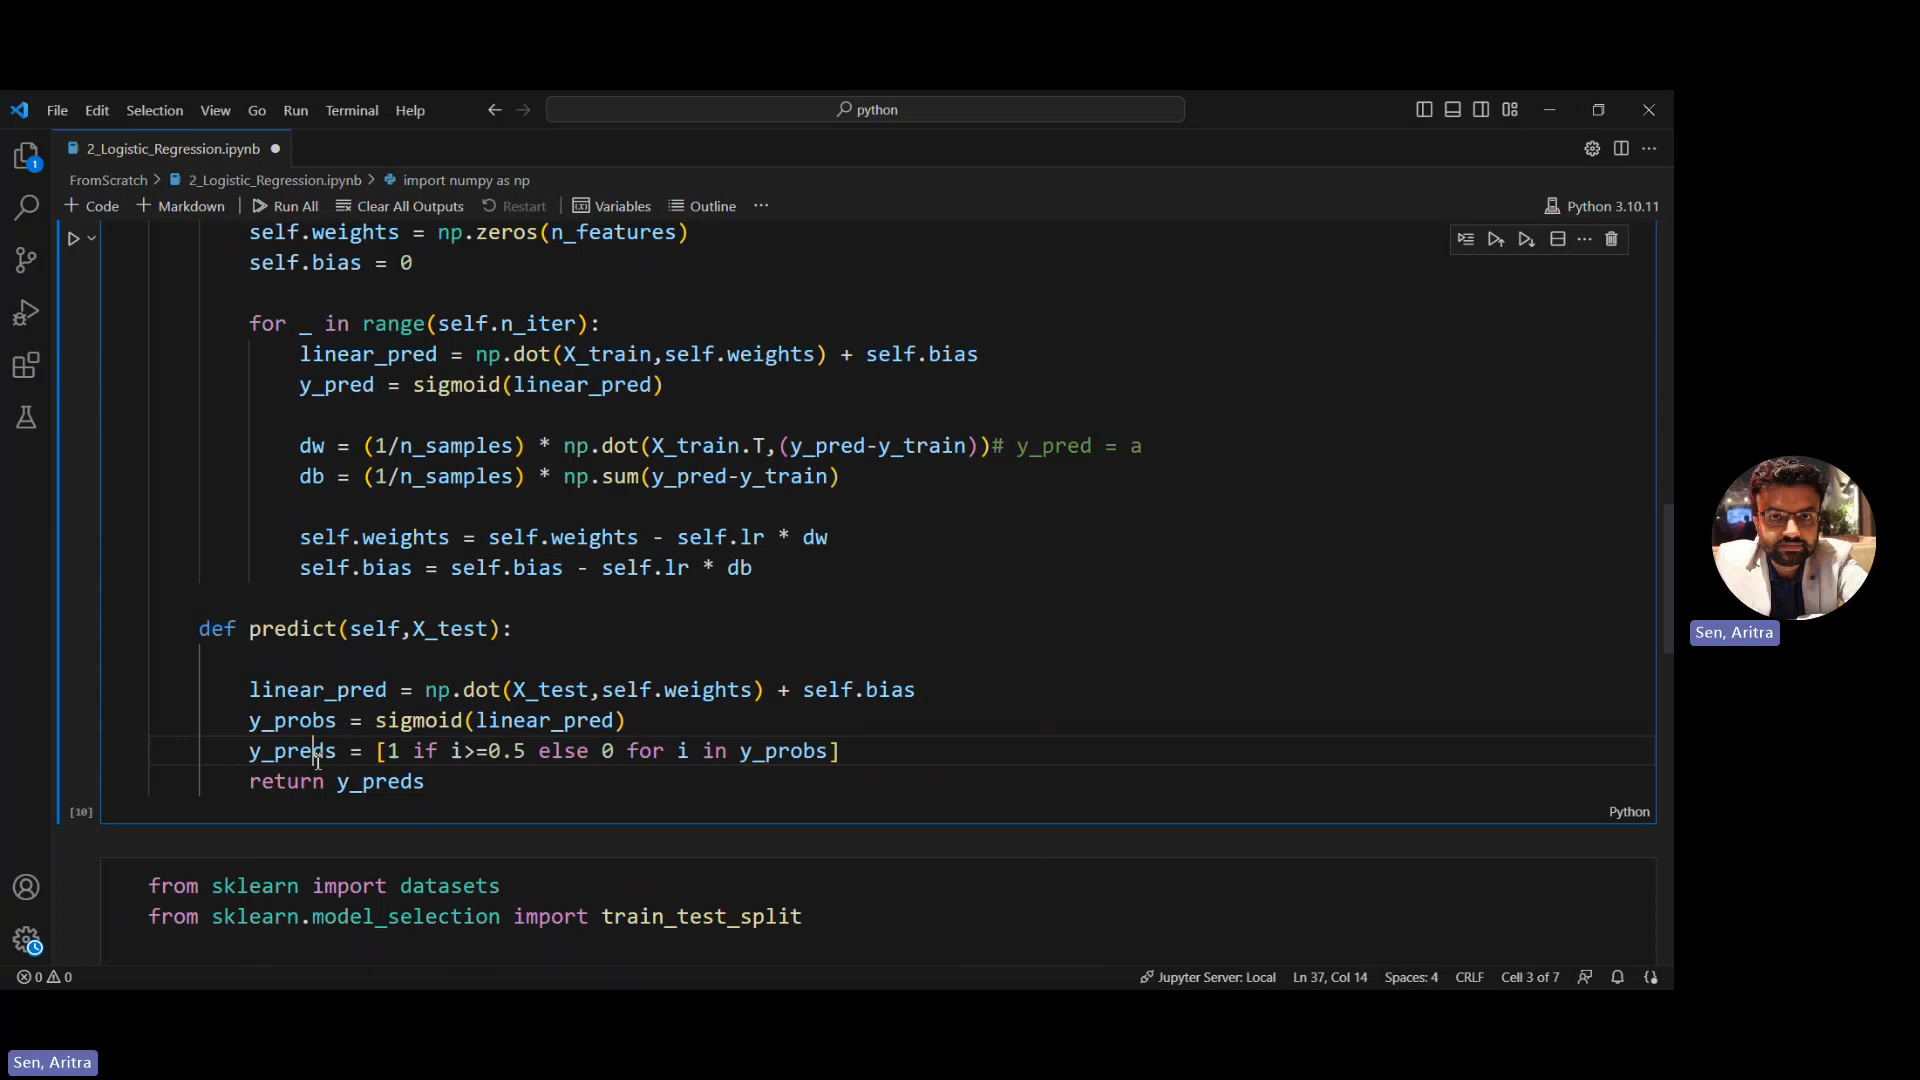 File Edit Selection View Go Run Terminal Help
python
2_Logistic_Regression.ipynb
FromScratch > 2_Logistic_Regression.ipynb > import numpy as np
+ Code + Markdown Run All Clear All Outputs Restart Variables Outline ... Python 3.10.11
self.weights = np.zeros(n_features)
self.bias = 0
for _ in range(self.n_iter):
linear_pred = np.dot(X_train,self.weights) + self.bias
y_pred = sigmoid(linear_pred)
dw = (1/n_samples) * np.dot(X_train.T,(y_pred-y_train))# y_pred = a
db = (1/n_samples) * np.sum(y_pred-y_train)
self.weights = self.weights - self.lr * dw
self.bias = self.bias - self.lr * db
def predict(self,X_test):
linear_pred = np.dot(X_test,self.weights) + self.bias
y_probs = sigmoid(linear_pred)
y_preds = [1 if i>=0.5 else 0 for i in y_probs]
return y_preds
[10]
Python
from sklearn import datasets
from sklearn.model_selection import train_test_split
0 0 Jupyter Server: Local Ln 37, Col 14 Spaces: 4 CRLF Cell 3 of 7
1
Sen, Aritra
Sen, Aritra